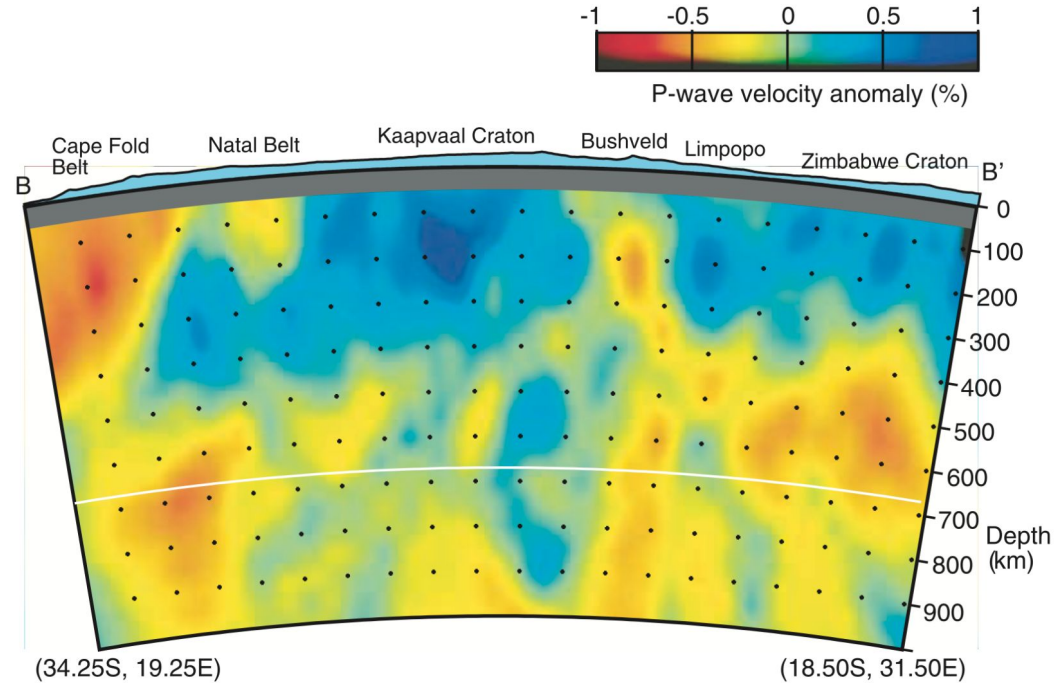 -1 -0.5 0 0.5 1
P-wave velocity anomaly (%)
Cape Fold
Belt
Natal Belt
Kaapvaal Craton
Bushveld
Limpopo
Zimbabwe Craton
B
B'
0
100
200
300
400
500
600
700
800
900
Depth
(km)
(34.25S, 19.25E)
(18.50S, 31.50E)